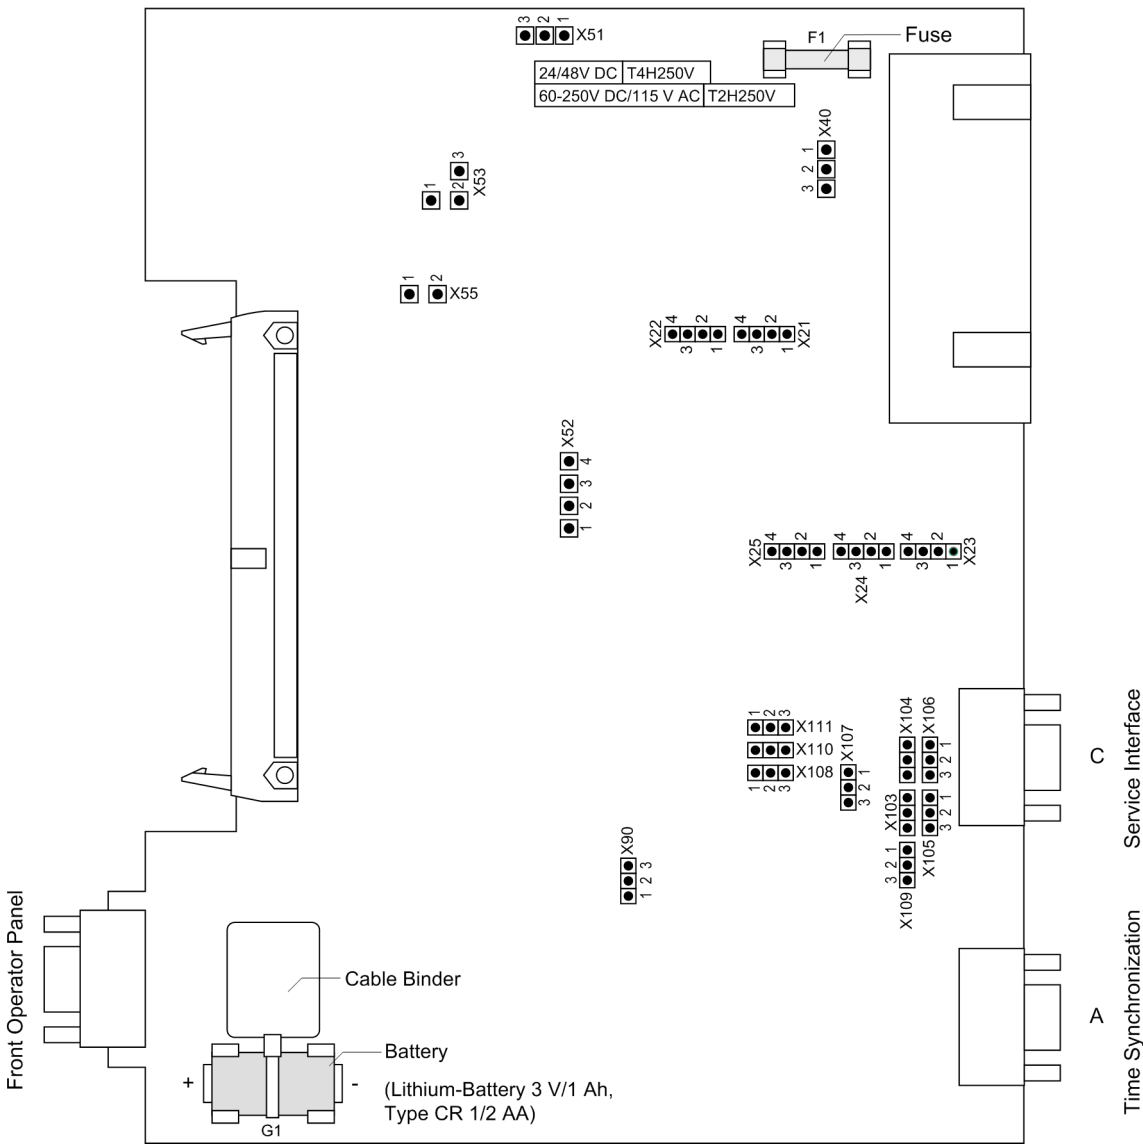 3 2 1
X51
F1
Fuse
24/48V DC T4H250V
60-250V DC/115 V AC T2H250V
X40
1
2
3
3
X53
1
2
1
2
X55
X22
4
2
3
1
4
2
3
1
X21
X52
4
3
2
1
X25
4
2
3
1
4
2
3
1
X24
4
2
3
1
X23
1 2 3
X111
X110
X108
1 2 3
X107
3 2 1
X104
X106
3 2 1
X103
3 2 1
X105
3 2 1
X109
X90
1 2 3
C
Service Interface
A
Time Synchronization
Front Operator Panel
Cable Binder
Battery
(Lithium-Battery 3 V/1 Ah,
Type CR 1/2 AA)
+
-
G1